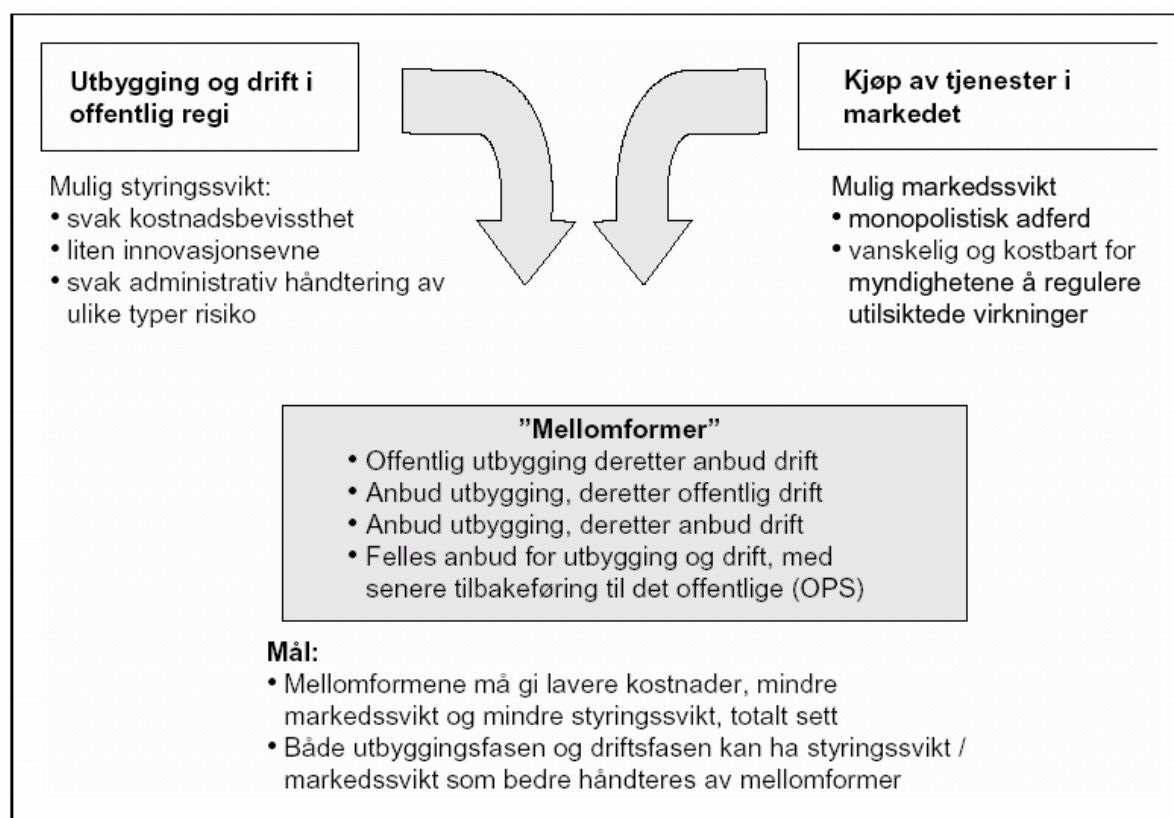 Utbygging og drift i
offentlig regi
Mulig styringssvikt:
• svak kostnadsbevissthet
• liten innovasjonsevne
• svak administrativ håndtering av
ulike typer risiko
Kjøp av tjenester i
markedet
Mulig markedssvikt
• monopolistisk adferd
• vanskelig og kostbart for
myndighetene å regulere
utilsiktede virkninger
”Mellomformer”
• Offentlig utbygging deretter anbud drift
• Anbud utbygging, deretter offentlig drift
• Anbud utbygging, deretter anbud drift
• Felles anbud for utbygging og drift, med
senere tilbakeføring til det offentlige (OPS)
Mål:
• Mellomformene må gi lavere kostnader, mindre
markedssvikt og mindre styringssvikt, totalt sett
• Både utbyggingsfasen og driftsfasen kan ha styringssvikt /
markedssvikt som bedre håndteres av mellomformer